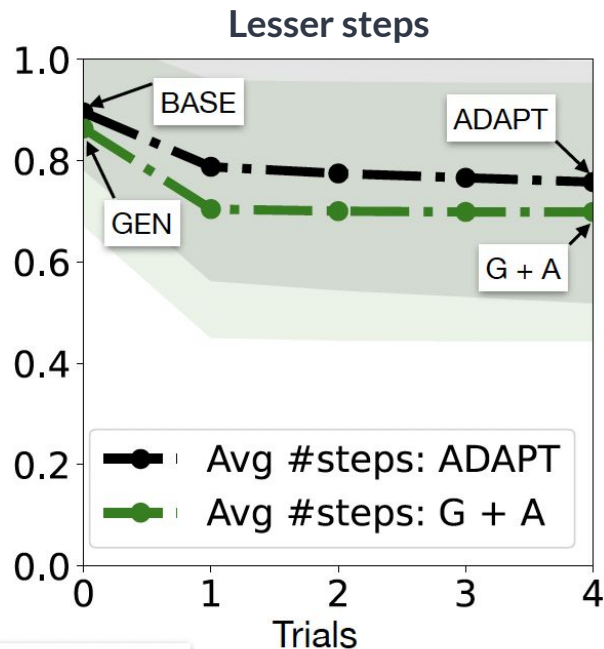 Lesser steps
1.0
BASE
ADAPT
0.8
GEN
0.6
G + A
0.4
Avg #steps: ADAPT
0.2
Avg #steps: G + A
0.0
0 1 2 3 4
Trials